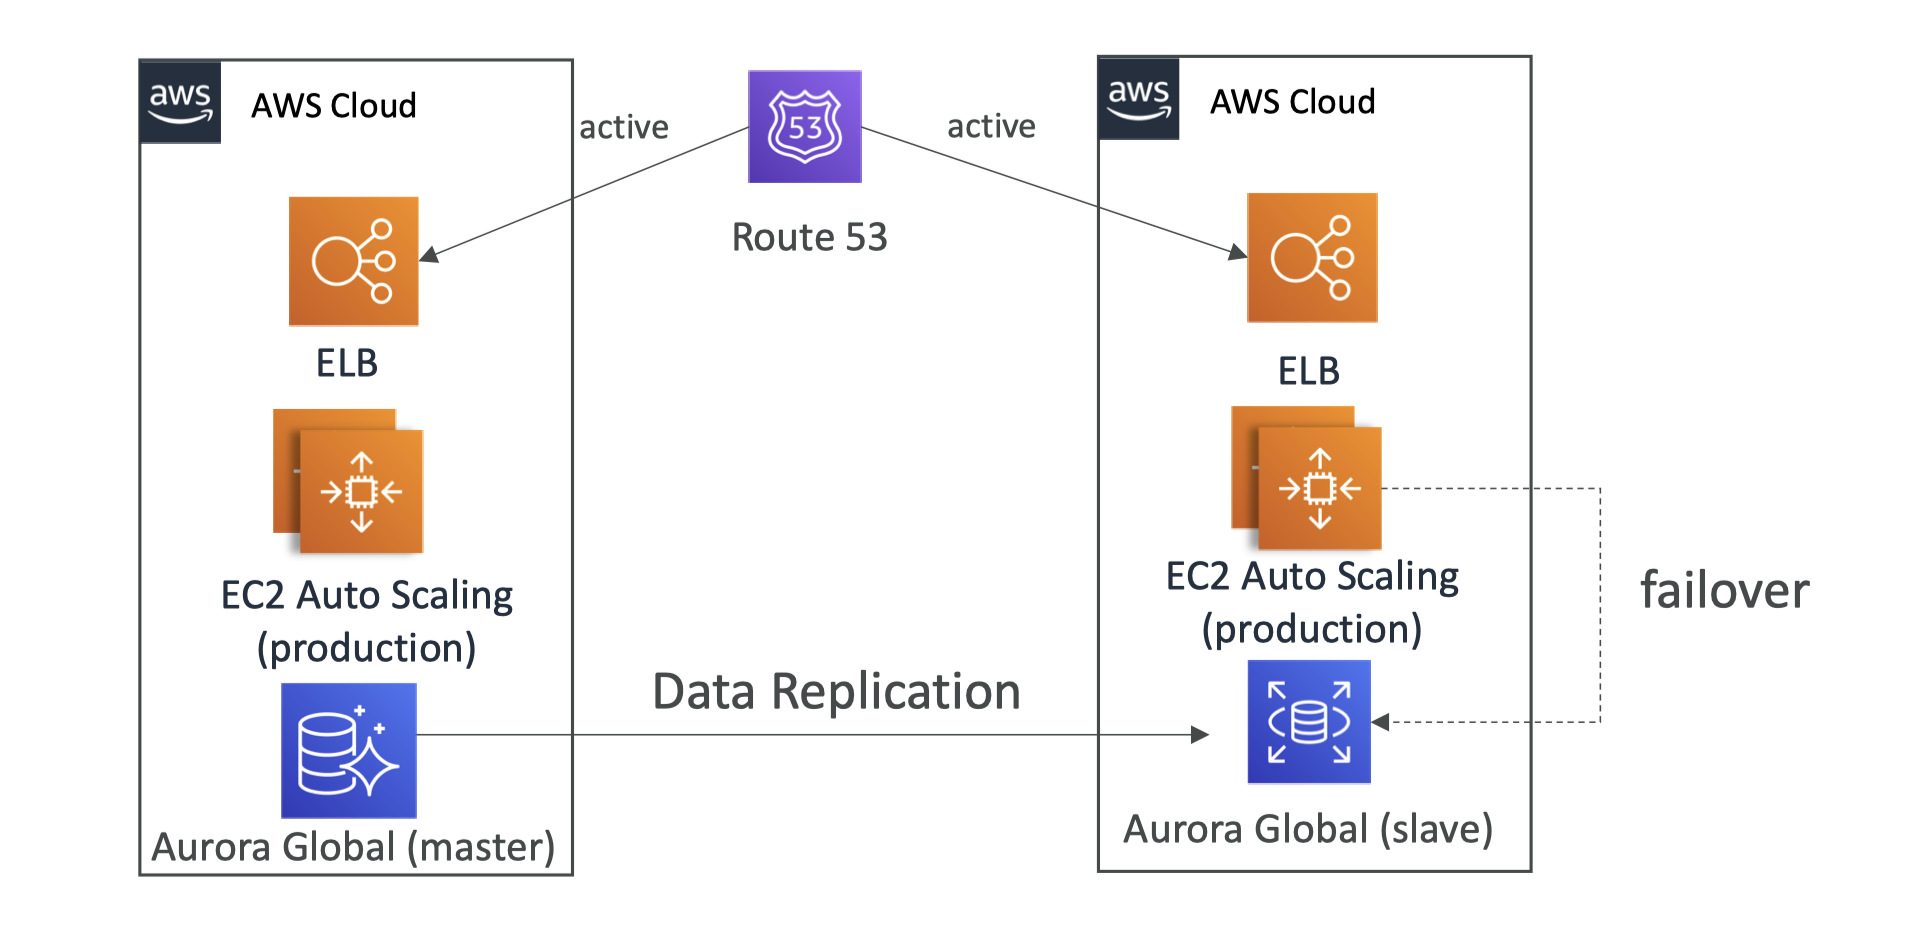 aws
AWS Cloud
active
53
Route 53
active
aws
AWS Cloud
ELB
ELB
EC2 Auto Scaling
(production)
EC2 Auto Scaling
(production)
failover
Data Replication
Aurora Global (master)
Aurora Global (slave)